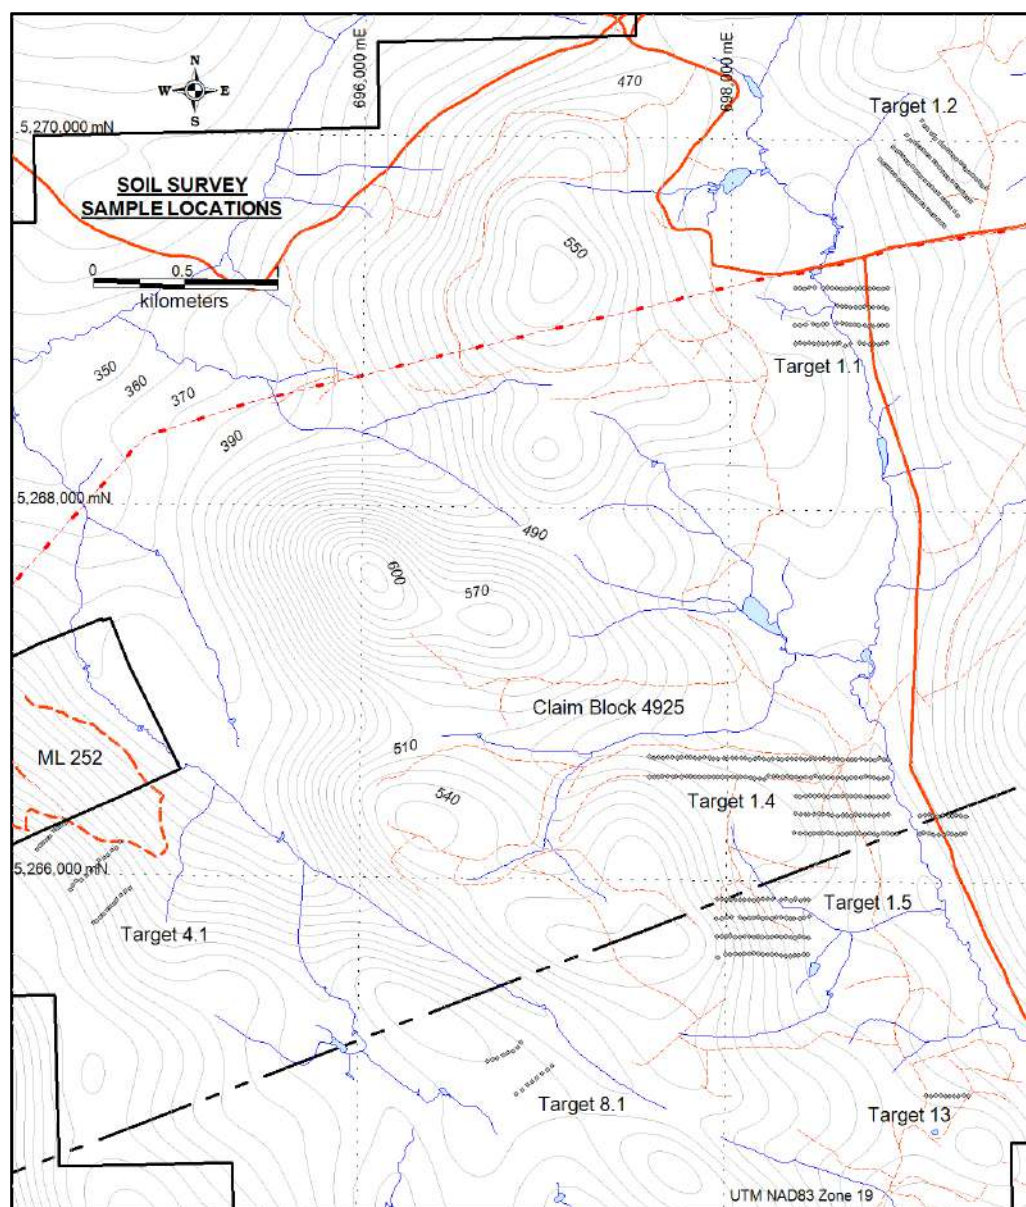 696,000 mE
698,000 mE
N
W E
S
470
Target 1.2
5,270,000 mN
SOIL SURVEY
SAMPLE LOCATIONS
550
0 0.5 1
kilometers
Target 1.1
350
360
370
390
5,268,000 mN
490
600
570
Claim Block 4925
510
ML 252
540
Target 1.4
5,266,000 mN
Target 1.5
Target 4.1
Target 8.1
Target 13
UTM NAD83 Zone 19